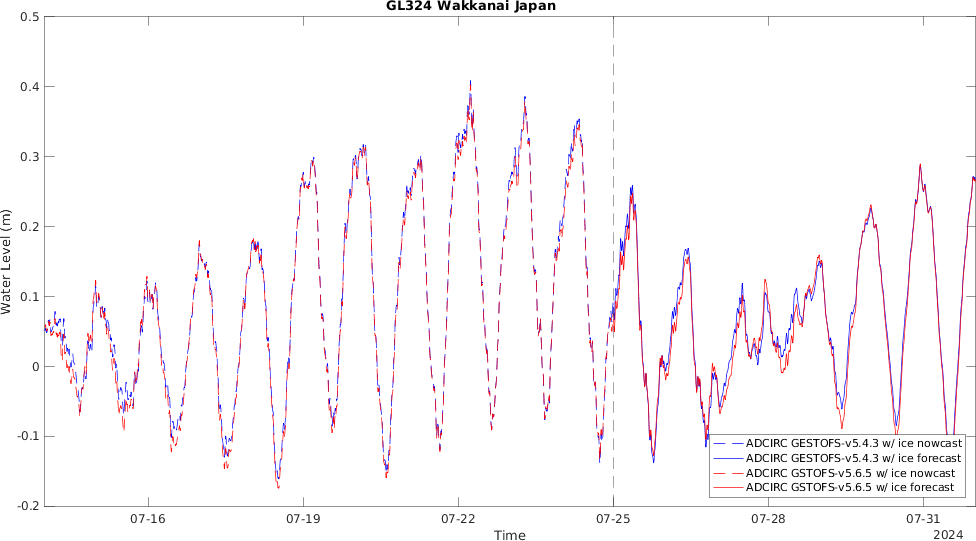 GL324 Wakkanai Japan
0.5
0.4
0.3
0.2
0.1
0
-0.1
-0.2
Water Level (m)
ADCIRC GESTOFS-v5.4.3 w/ ice nowcast
ADCIRC GESTOFS-v5.4.3 w/ ice forecast
ADCIRC GSTOFS-v5.6.5 w/ ice nowcast
ADCIRC GSTOFS-v5.6.5 w/ ice forecast
07-16 07-19 07-22 07-25 07-28 07-31
Time
2024